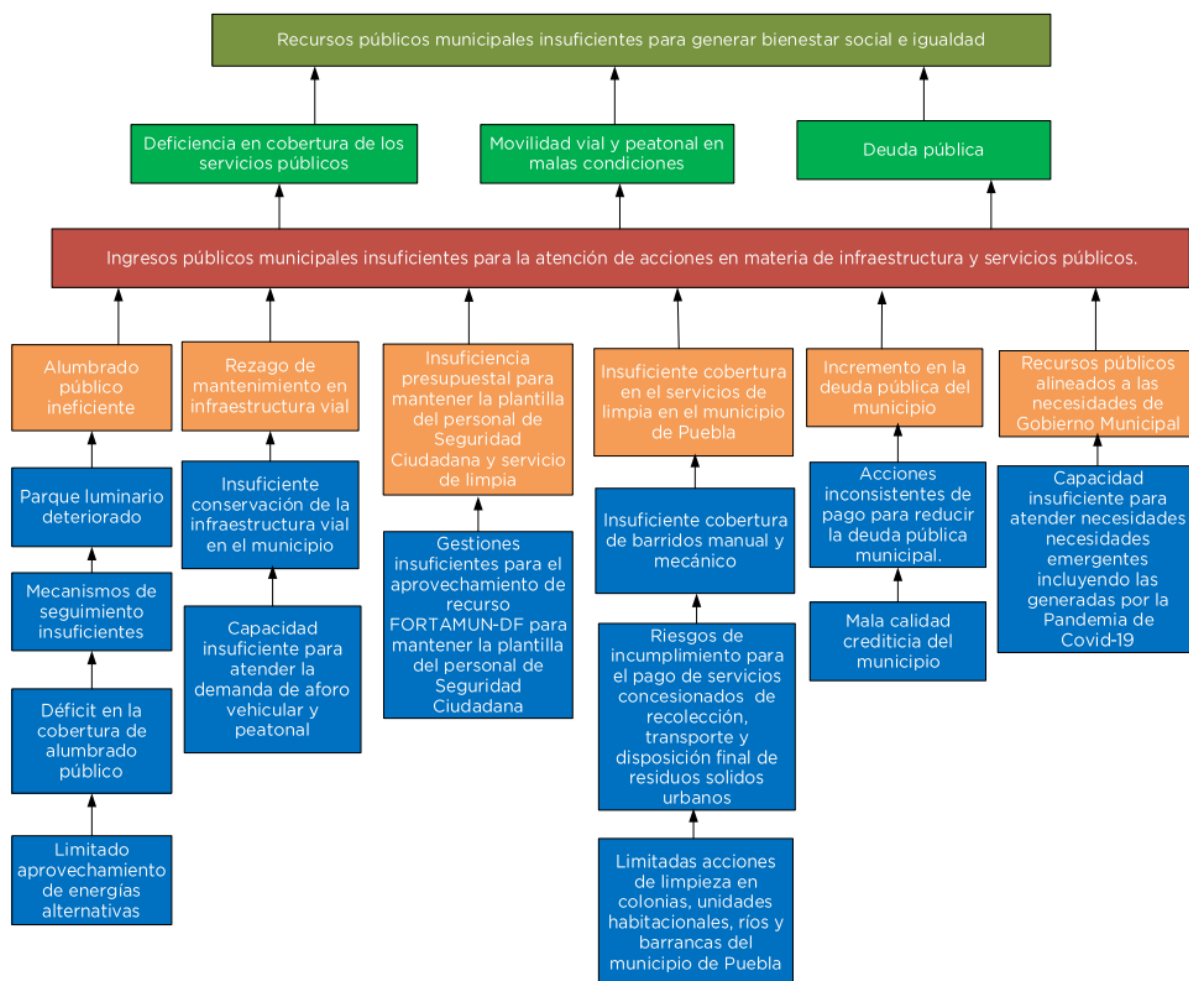 Recursos públicos municipales insuficientes para generar bienestar social e igualdad
Deficiencia en cobertura de los
servicios públicos
Movilidad vial y peatonal en
malas condiciones
Deuda pública
Ingresos públicos municipales insuficientes para la atención de acciones en materia de infraestructura y servicios públicos.
Alumbrado
público
ineficiente
Parque luminario
deteriorado
Mecanismos de
seguimiento
insuficientes
Déficit en la
cobertura de
alumbrado
público
Limitado
aprovechamiento
de energías
alternativas
Rezago de
mantenimiento en
infraestructura vial
Insuficiente
conservación de la
infraestructura vial
en el municipio
Capacidad
insuficiente para
atender la
demanda de aforo
vehicular y
peatonal
Insuficiencia
presupuestal para
mantener la plantilla
del personal de
Seguridad
Ciudadana y servicio
de limpia
Gestiones
insuficientes para el
aprovechamiento de
recurso
FORTAMUN-DF para
mantener la plantilla
del personal de
Seguridad
Ciudadana
Insuficiente cobertura
en el servicios de
limpia en el municipio
de Puebla
Insuficiente cobertura
de barridos manual y
mecánico
Riesgos de
incumplimiento para
el pago de servicios
concesionados de
recolección,
transporte y
disposición final de
residuos solidos
urbanos
Limitadas acciones
de limpieza en
colonias, unidades
habitacionales, ríos y
barrancas del
municipio de Puebla
Incremento en la
deuda pública del
municipio
Acciones
inconsistentes de
pago para reducir
la deuda pública
municipal.
Mala calidad
crediticia del
municipio
Recursos públicos
alineados a las
necesidades de
Gobierno Municipal
Capacidad
insuficiente para
atender necesidades
necesidades
emergentes
incluyendo las
generadas por la
Pandemia de
Covid-19